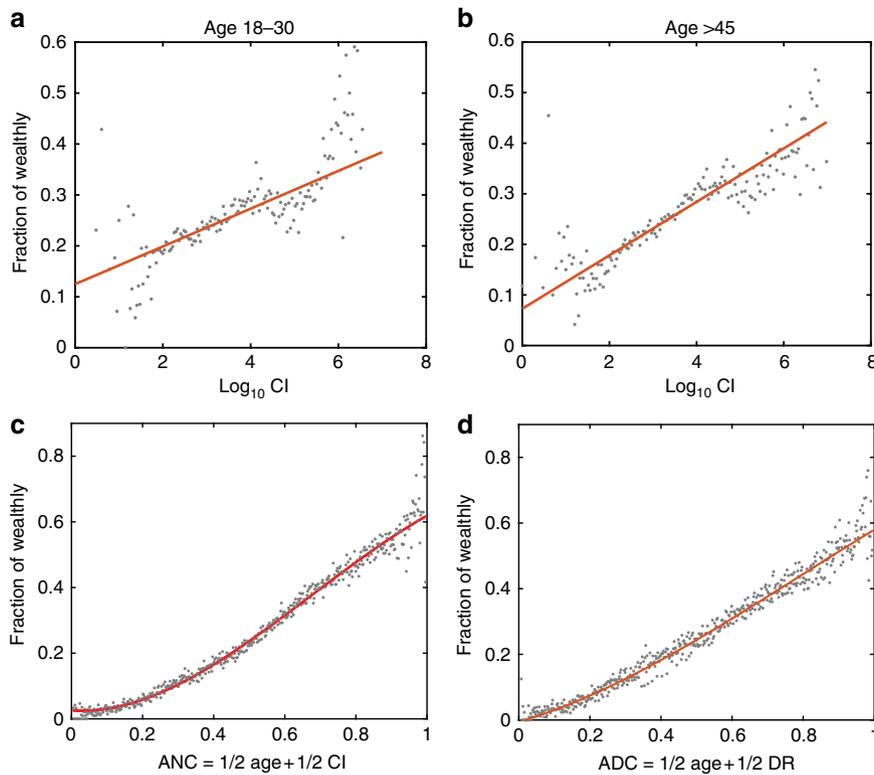 a
Age 18–30
Fraction of wealthly
0.6
0.5
0.4
0.3
0.2
0.1
0
0 2 4 6 8
Log10 CI
b
Age >45
Fraction of wealthly
0.6
0.5
0.4
0.3
0.2
0.1
0
0 2 4 6 8
Log10 CI
c
Fraction of wealthly
0.8
0.6
0.4
0.2
0
0 0.2 0.4 0.6 0.8 1
ANC = 1/2 age+1/2 CI
d
Fraction of wealthly
0.8
0.6
0.4
0.2
0
0 0.2 0.4 0.6 0.8 1
ADC = 1/2 age+1/2 DR